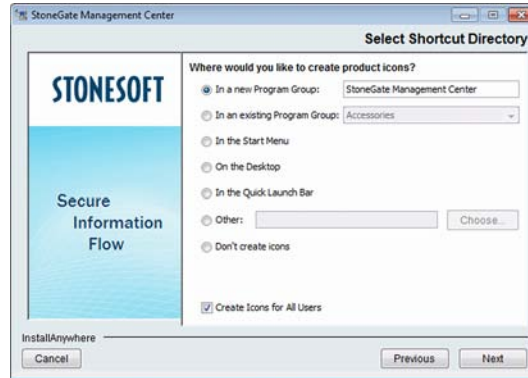 StoneGate Management Center
Select Shortcut Directory
STONESOFT
Secure
Information
Flow
Where would you like to create product icons?
In a new Program Group: StoneGate Management Center
In an existing Program Group: Accessories
In the Start Menu
On the Desktop
In the Quick Launch Bar
Other: Choose...
Don't create icons
Create Icons for All Users
InstallAnywhere
Cancel Previous Next